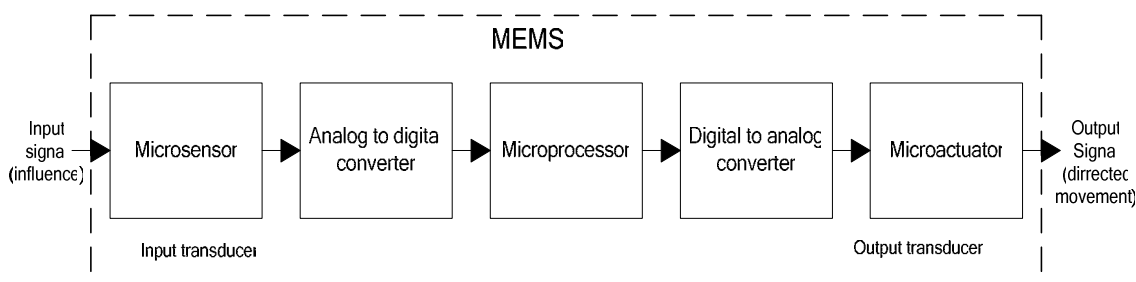 MEMS
Input
signa
(influence)
Microsensor
Analog to digita
converter
Microprocessor
Digital to analog
converter
Microactuator
Output
Signa
(dirrected
movement)
Input transducer
Output transducer